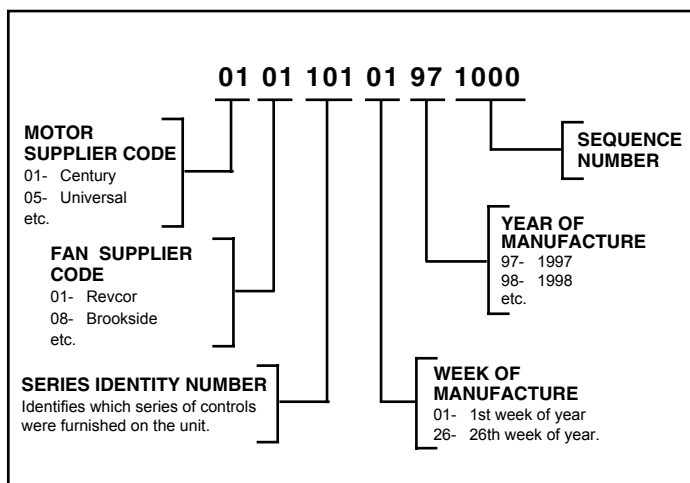 01 01 101 01 97 1000
MOTOR
SUPPLIER CODE
01- Century
05- Universal
etc.
SEQUENCE
NUMBER
FAN SUPPLIER
CODE
01- Revcor
08- Brookside
etc.
YEAR OF
MANUFACTURE
97- 1997
98- 1998
etc.
SERIES IDENTITY NUMBER
Identifies which series of controls
were furnished on the unit.
WEEK OF
MANUFACTURE
01- 1st week of year
26- 26th week of year.